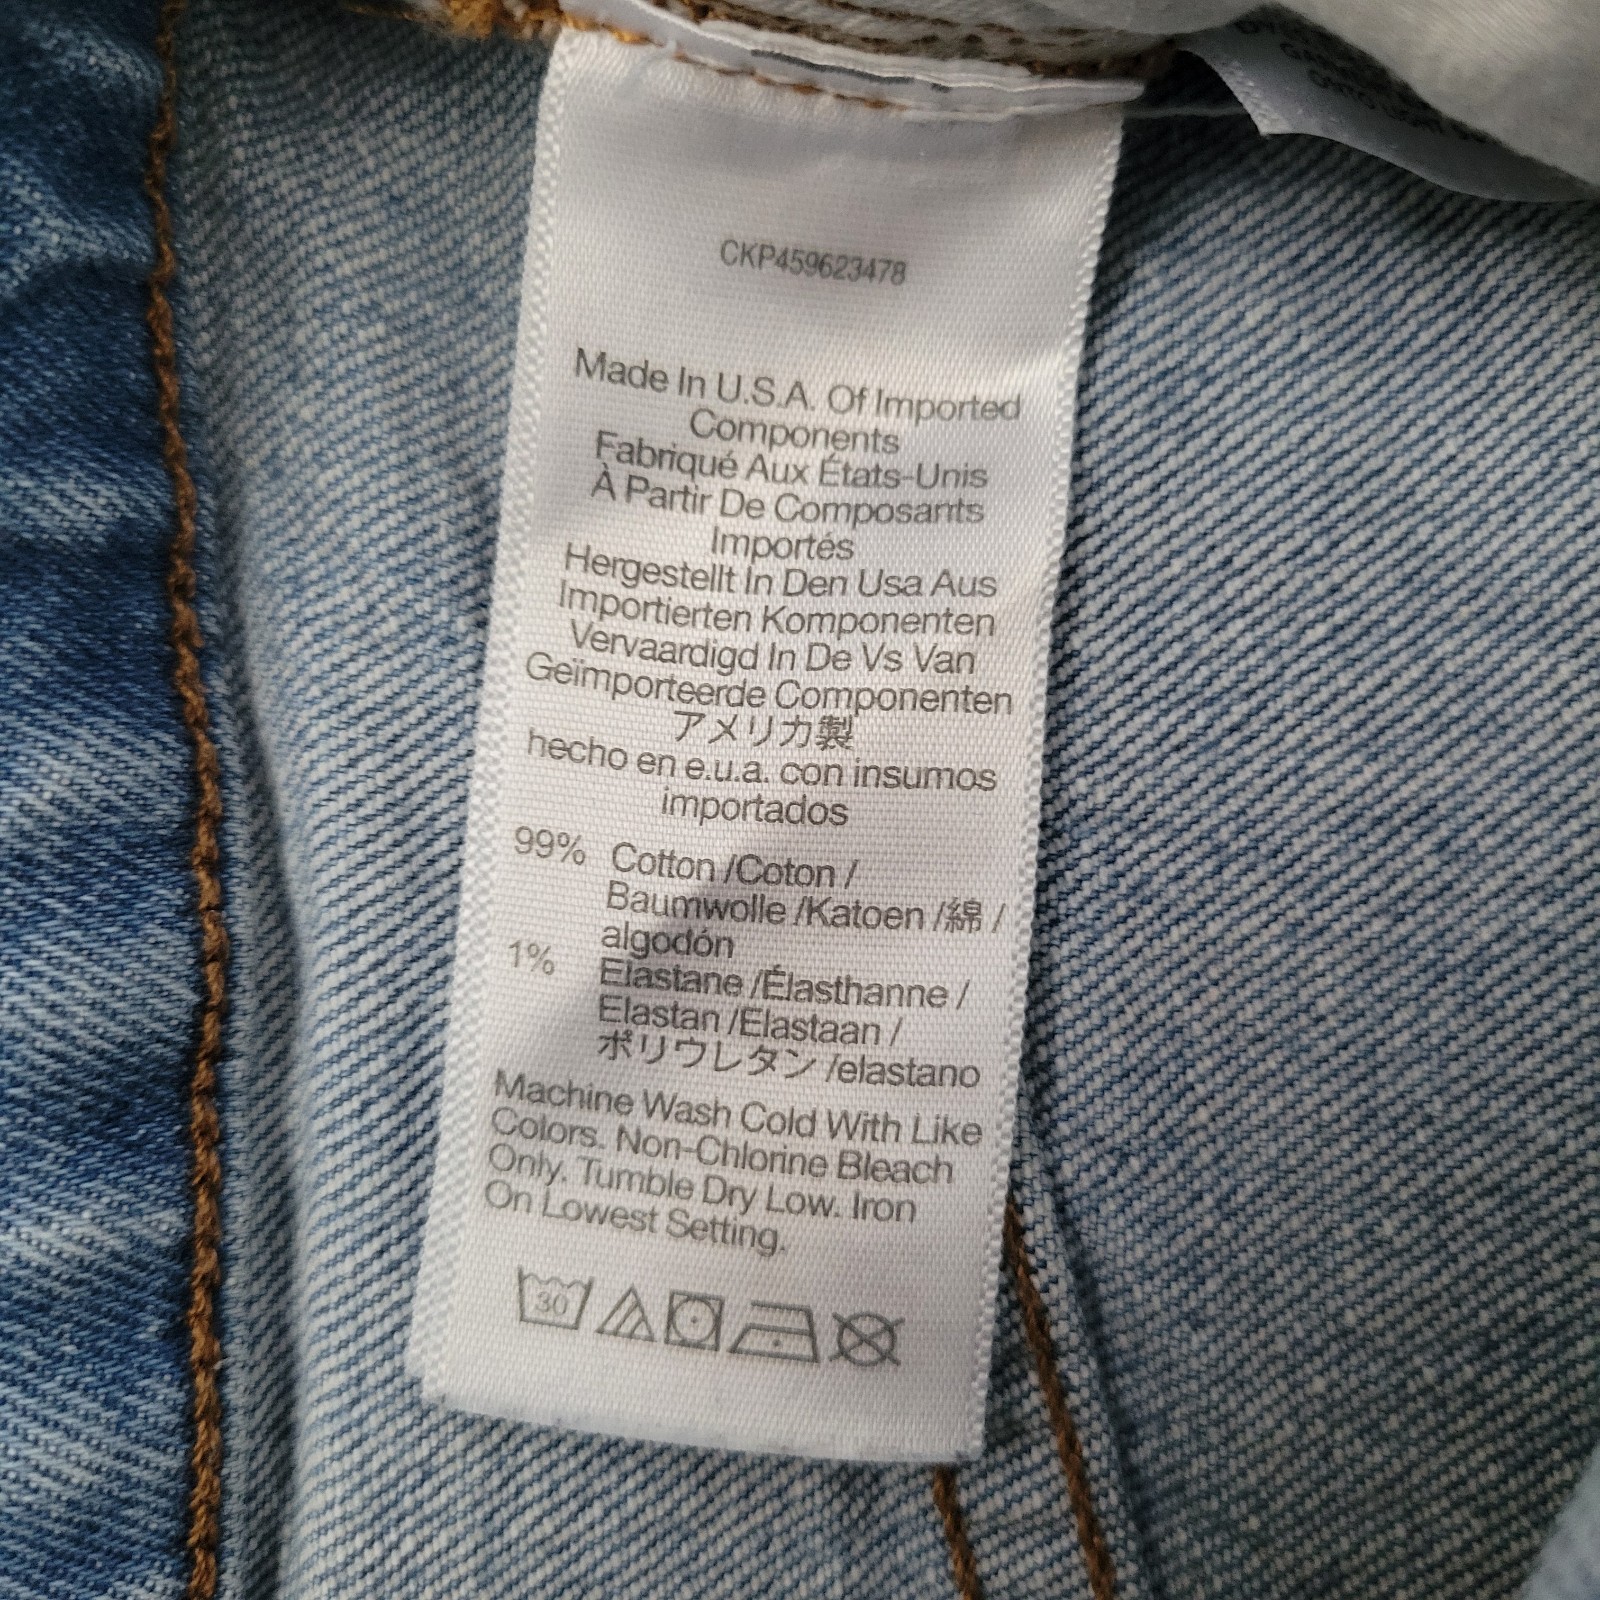 CKP459623478
Made In U.S.A. Of Imported
Components
Fabriqué Aux États-Unis
À Partir De Composants
Importés
Hergestellt In Den Usa Aus
Importierten Komponenten
Vervaardigd In De Vs Van
Geïmporteerde Componenten
アメリカ製
hecho en e.u.a. con insumos
importados
99% Cotton /Coton /
Baumwolle /Katoen /綿 /
algodón
1% Elastane /Élasthanne /
Elastan /Elastaan /
ポリウレタン /elastano
Machine Wash Cold With Like
Colors. Non-Chlorine Bleach
Only. Tumble Dry Low. Iron
On Lowest Setting.
30